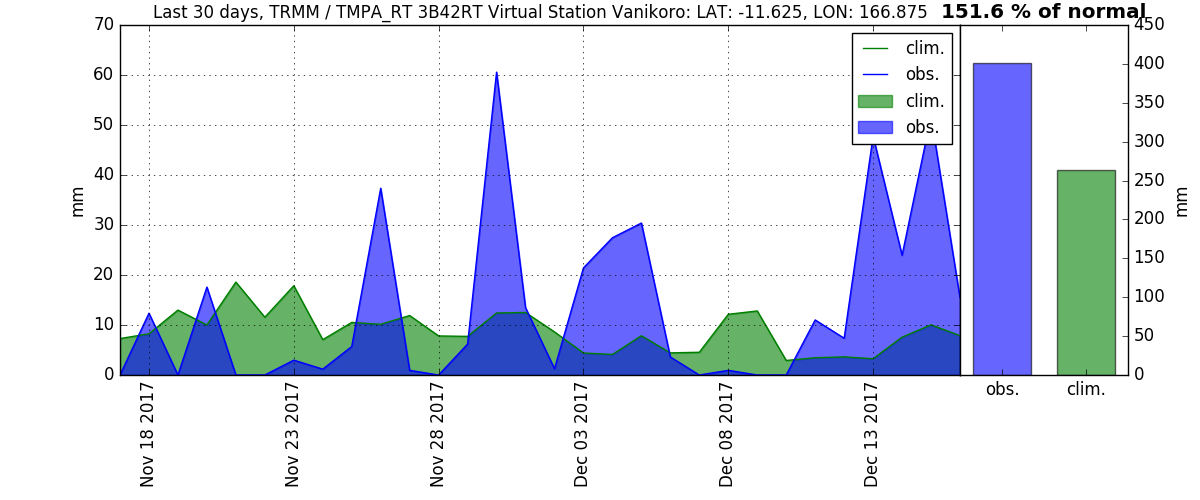 Last 30 days, TRMM / TMPA_RT 3B42RT Virtual Station Vanikoro: LAT: -11.625, LON: 166.875 151.6 % of normal
70
60
50
40
30
20
10
0
mm
clim.
obs.
clim.
obs.
Nov 18 2017
Nov 23 2017
Nov 28 2017
Dec 03 2017
Dec 08 2017
Dec 13 2017
450
400
350
300
250
200
150
100
50
0
mm
obs. clim.